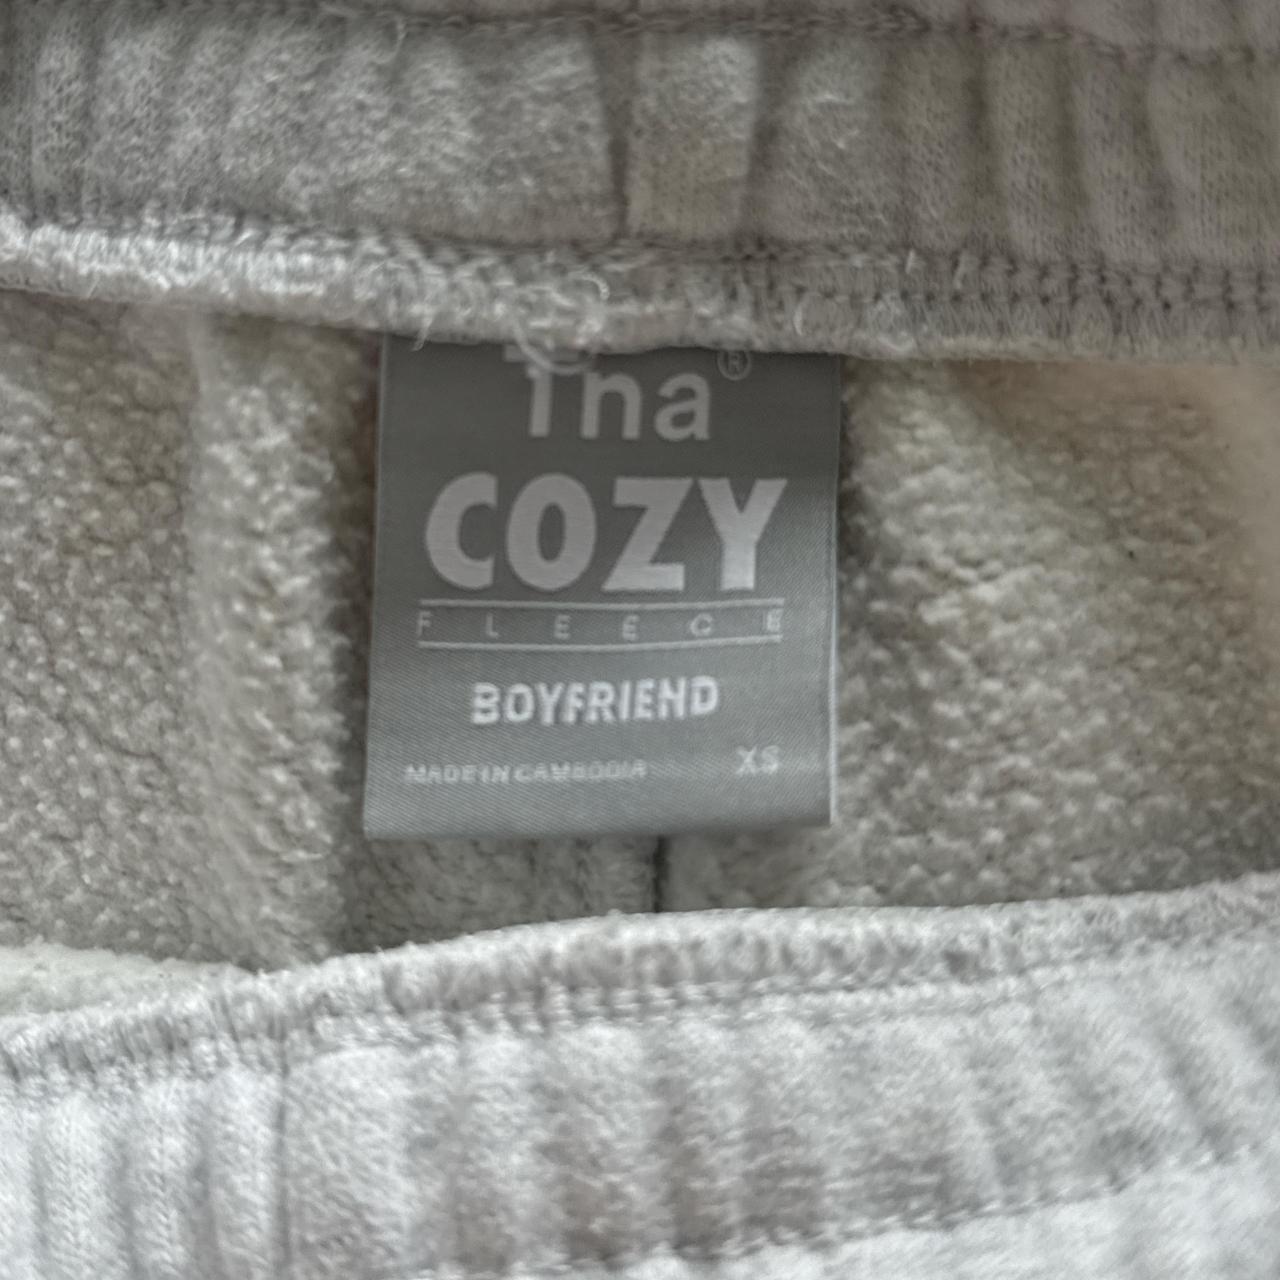 Tna®
COZY
FLEECE
BOYFRIEND
MADE IN CAMBODIA XS